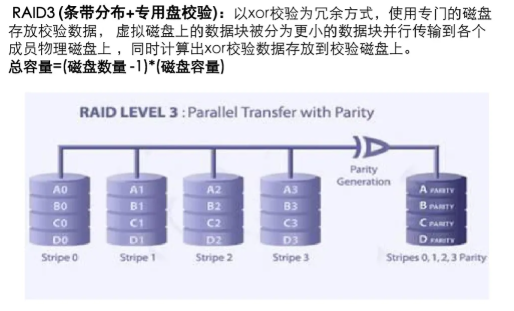 RAID3 (条带分布+专用盘校验)：以xor校验为冗余方式，使用专门的磁盘
存放校验数据， 虚拟磁盘上的数据块被分为更小的数据块并行传输到各个
成员物理磁盘上 ，同时计算出xor校验数据存放到校验磁盘上。
总容量=(磁盘数量 -1)*(磁盘容量)
RAID LEVEL 3 : Parallel Transfer with Parity
Parity
Generation
A0 A1 A2 A3 A PARITY
B0 B1 B2 B3 B PARITY
C0 C1 C2 C3 C PARITY
D0 D1 D2 D3 D PARITY
Stripe 0 Stripe 1 Stripe 2 Stripe 3 Stripes 0, 1, 2, 3 Parity